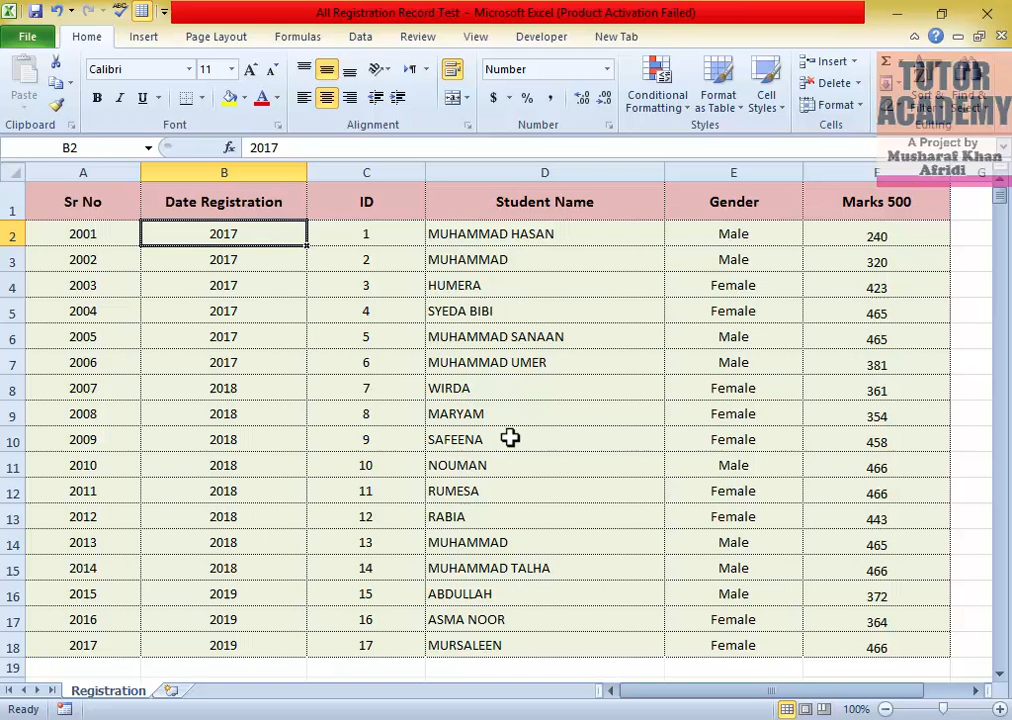 All Registration Record Test – Microsoft Excel (Product Activation Failed)
File Home Insert Page Layout Formulas Data Review View Developer New Tab
Paste
Clipboard
Calibri 11
B I U A
Font
Alignment
Number
$ % ,
Number
Conditional Formatting
Format as Table
Cell Styles
Styles
Insert
Delete
Format
Cells
Σ
Sort & Filter
Find & Select
Editing
TUTOR
ACADEMY
A Project by
Musharaf Khan
Afridi
B2 fx 2017
A B C D E F G
1 Sr No Date Registration ID Student Name Gender Marks 500
2 2001 2017 1 MUHAMMAD HASAN Male 240
3 2002 2017 2 MUHAMMAD Male 320
4 2003 2017 3 HUMERA Female 423
5 2004 2017 4 SYEDA BIBI Female 465
6 2005 2017 5 MUHAMMAD SANAAN Male 465
7 2006 2017 6 MUHAMMAD UMER Male 381
8 2007 2018 7 WIRDA Female 361
9 2008 2018 8 MARYAM Female 354
10 2009 2018 9 SAFEENA Female 458
11 2010 2018 10 NOUMAN Male 466
12 2011 2018 11 RUMESA Female 466
13 2012 2018 12 RABIA Female 443
14 2013 2018 13 MUHAMMAD Male 465
15 2014 2018 14 MUHAMMAD TALHA Male 466
16 2015 2019 15 ABDULLAH Male 372
17 2016 2019 16 ASMA NOOR Female 364
18 2017 2019 17 MURSALEEN Female 466
19
Registration
Ready 100%